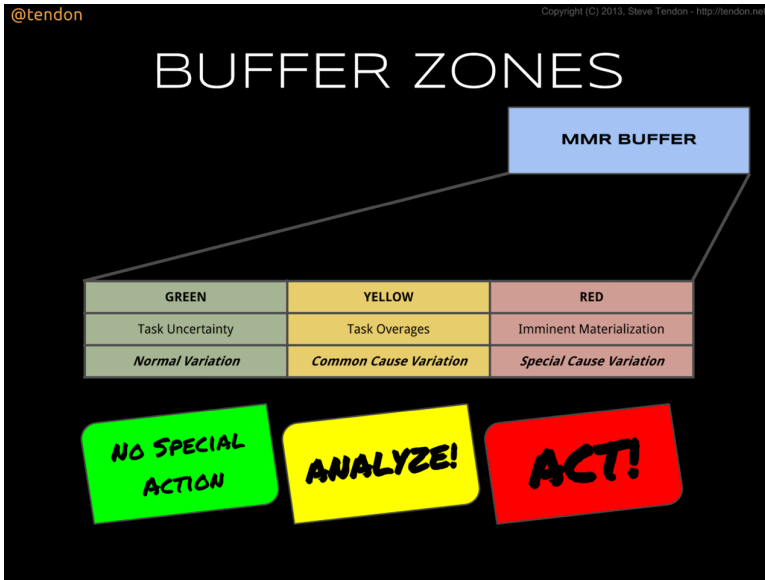 @tendon
Copyright (C) 2013, Steve Tendon - http://tendon.net
BUFFER ZONES
MMR BUFFER
GREEN YELLOW RED
Task Uncertainty Task Overages Imminent Materialization
Normal Variation Common Cause Variation Special Cause Variation
No Special
Action
ANALYZE!
ACT!